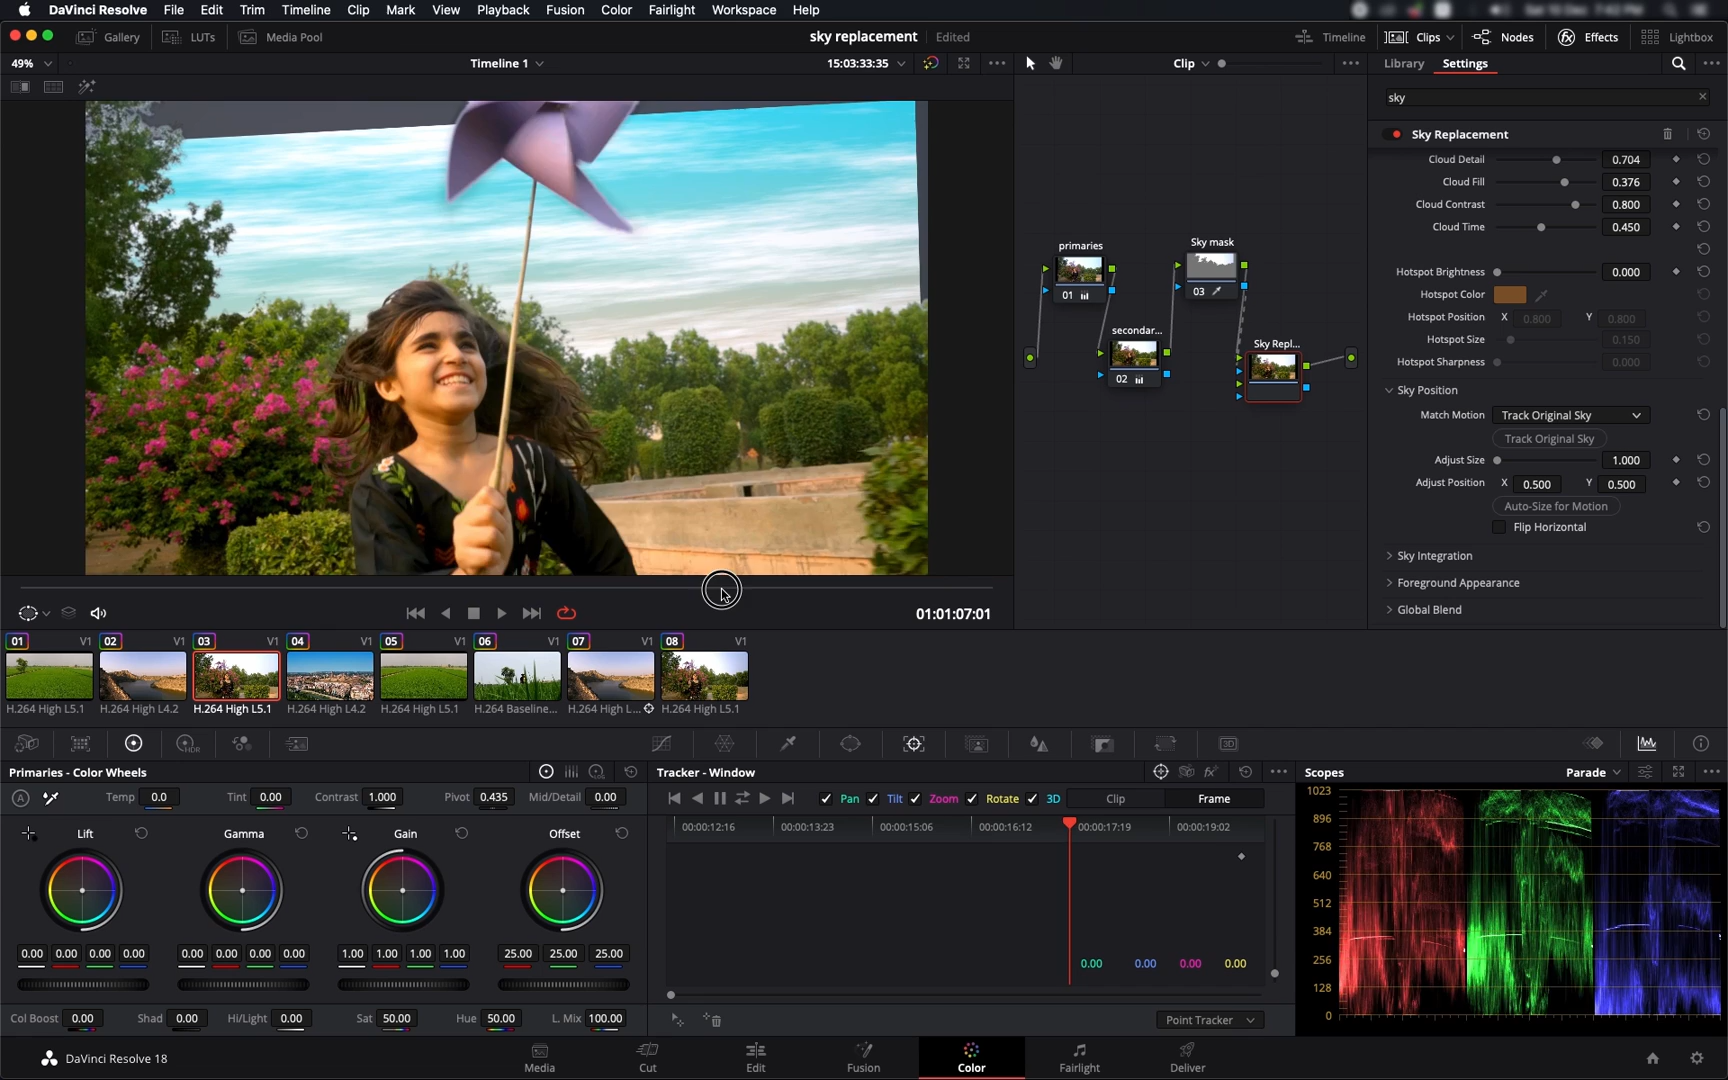 DaVinci Resolve File Edit Trim Timeline Clip Mark View Playback Fusion Color Fairlight Workspace Help
Gallery LUTs Media Pool sky replacement Edited Timeline Clips Nodes Effects Lightbox
49% Timeline 1 15:03:33:35 Clip Library Settings
sky
Sky Replacement
Cloud Detail 0.704
Cloud Fill 0.376
Cloud Contrast 0.800
Cloud Time 0.450
Hotspot Brightness 0.000
Hotspot Color
Hotspot Position X 0.800 Y 0.800
Hotspot Size 0.150
Hotspot Sharpness 0.000
Sky Position
Match Motion Track Original Sky
Track Original Sky
Adjust Size 1.000
Adjust Position X 0.500 Y 0.500
Auto-Size for Motion
Flip Horizontal
Sky Integration
Foreground Appearance
Global Blend
primaries
01
Sky mask
03
secondar...
02
Sky Repl...
01:01:07:01
01 V1 02 V1 03 V1 04 V1 05 V1 06 V1 07 V1 08 V1
H.264 High L5.1 H.264 High L4.2 H.264 High L5.1 H.264 High L4.2 H.264 High L5.1 H.264 Baseline... H.264 High L... H.264 High L5.1
HDR 3D
Primaries - Color Wheels
A Temp 0.0 Tint 0.00 Contrast 1.000 Pivot 0.435 Mid/Detail 0.00
Lift Gamma Gain Offset
0.00 0.00 0.00 0.00 0.00 0.00 0.00 0.00 1.00 1.00 1.00 1.00 25.00 25.00 25.00
Col Boost 0.00 Shad 0.00 Hi/Light 0.00 Sat 50.00 Hue 50.00 L. Mix 100.00
Tracker - Window
Pan Tilt Zoom Rotate 3D Clip Frame
00:00:12:16 00:00:13:23 00:00:15:06 00:00:16:12 00:00:17:19 00:00:19:02
0.00 0.00 0.00 0.00
Point Tracker
Scopes Parade
1023
896
768
640
512
384
256
128
0
DaVinci Resolve 18 Media Cut Edit Fusion Color Fairlight Deliver